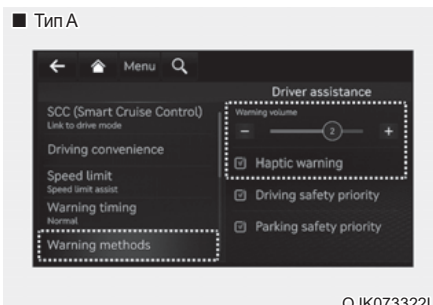 ■ Тип A
Menu
Driver assistance
SCC (Smart Cruise Control)
Link to drive mode
Driving convenience
Speed limit
Speed limit assist
Warning timing
Normal
Warning methods
Warning volume
− 2 +
Haptic warning
Driving safety priority
Parking safety priority
OJK073322L